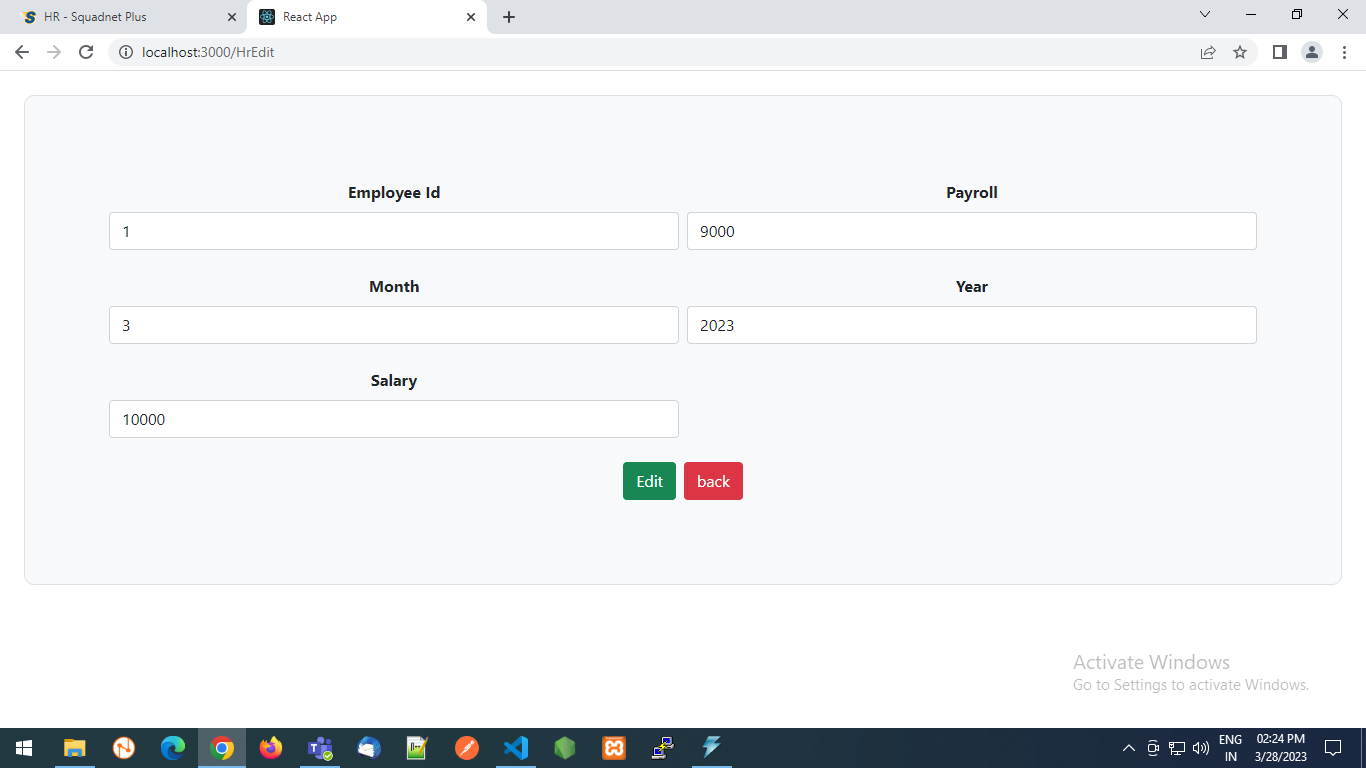 HR - Squadnet Plus
React App
localhost:3000/HrEdit
Employee Id
Payroll
1
9000
Month
Year
3
2023
Salary
10000
Edit
back
Activate Windows
Go to Settings to activate Windows.
ENG
IN
02:24 PM
3/28/2023